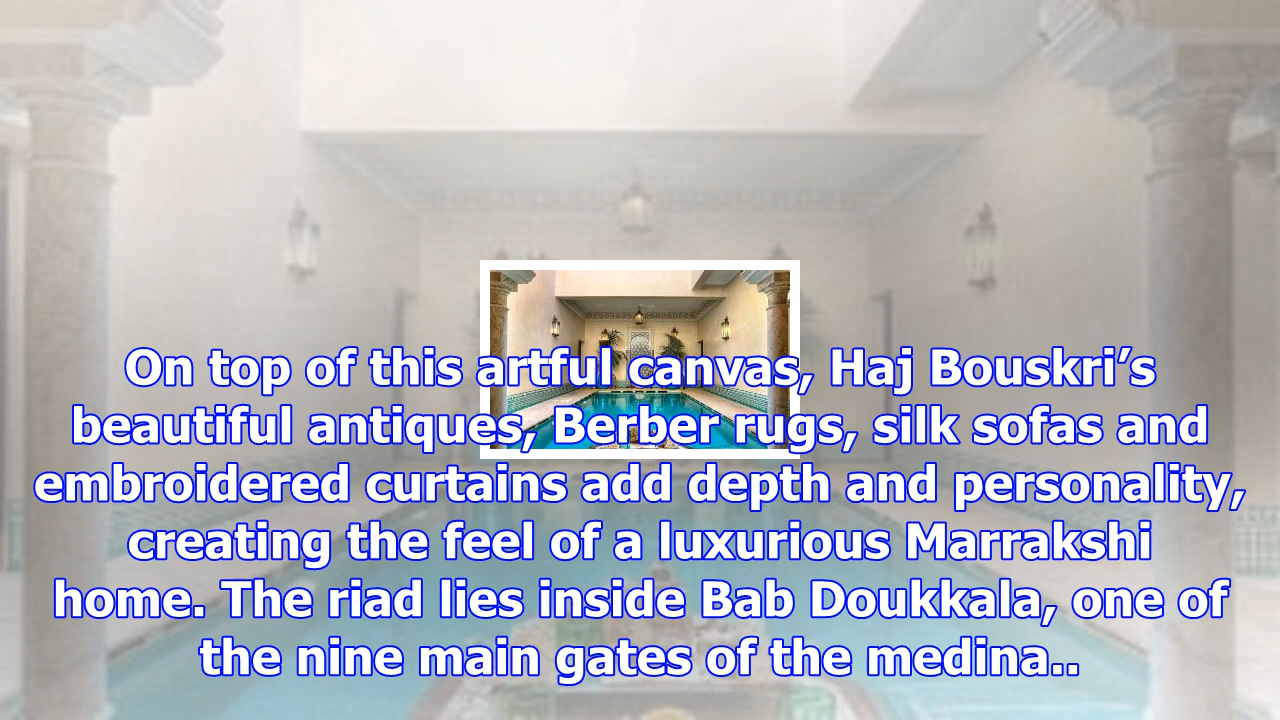 On top of this artful canvas, Haj Bouskri’s
beautiful antiques, Berber rugs, silk sofas and
embroidered curtains add depth and personality,
creating the feel of a luxurious Marrakshi
home. The riad lies inside Bab Doukkala, one of
the nine main gates of the medina..